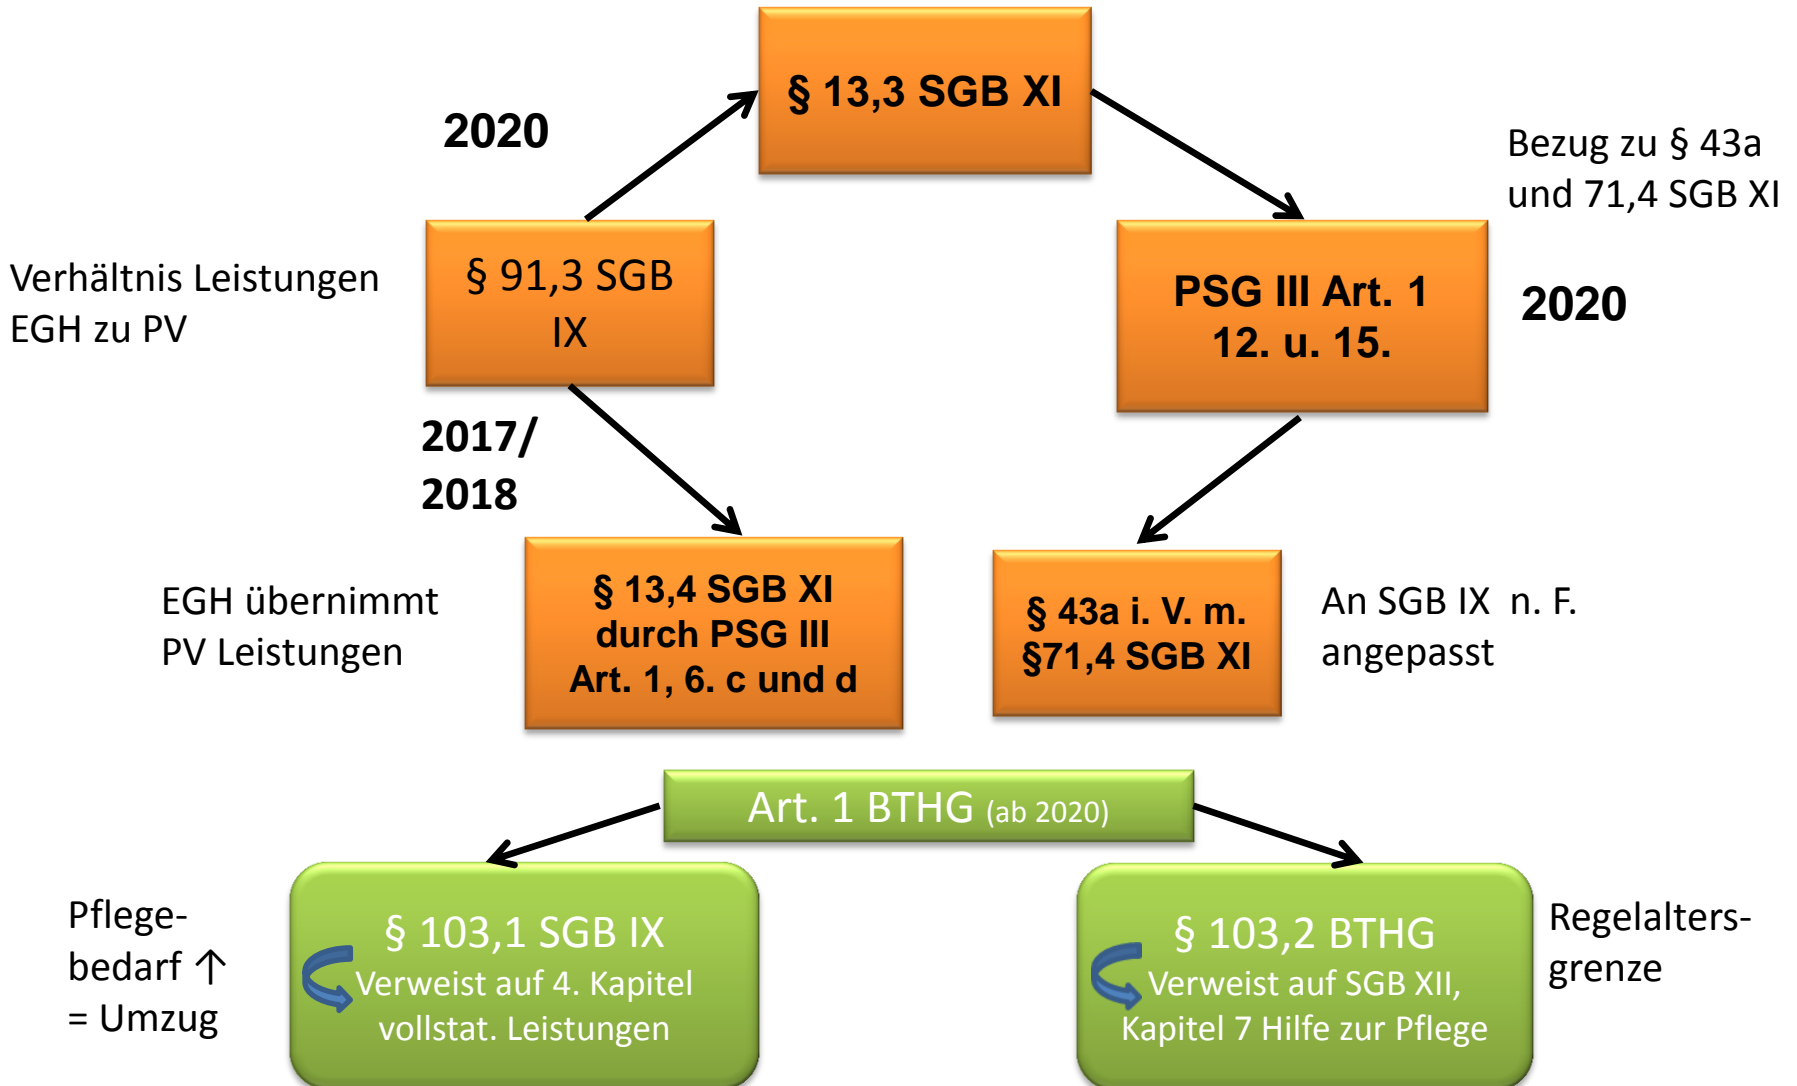 § 13,3 SGB XI
2020
Bezug zu § 43a
und 71,4 SGB XI
Verhältnis Leistungen
EGH zu PV
§ 91,3 SGB
IX
PSG III Art. 1
12. u. 15.
2020
2017/
2018
EGH übernimmt
PV Leistungen
§ 13,4 SGB XI
durch PSG III
Art. 1, 6. c und d
§ 43a i. V. m.
§71,4 SGB XI
An SGB IX n. F.
angepasst
Art. 1 BTHG (ab 2020)
Pflege-
bedarf ↑
= Umzug
§ 103,1 SGB IX
Verweist auf 4. Kapitel
vollstat. Leistungen
§ 103,2 BTHG
Verweist auf SGB XII,
Kapitel 7 Hilfe zur Pflege
Regelalters-
grenze